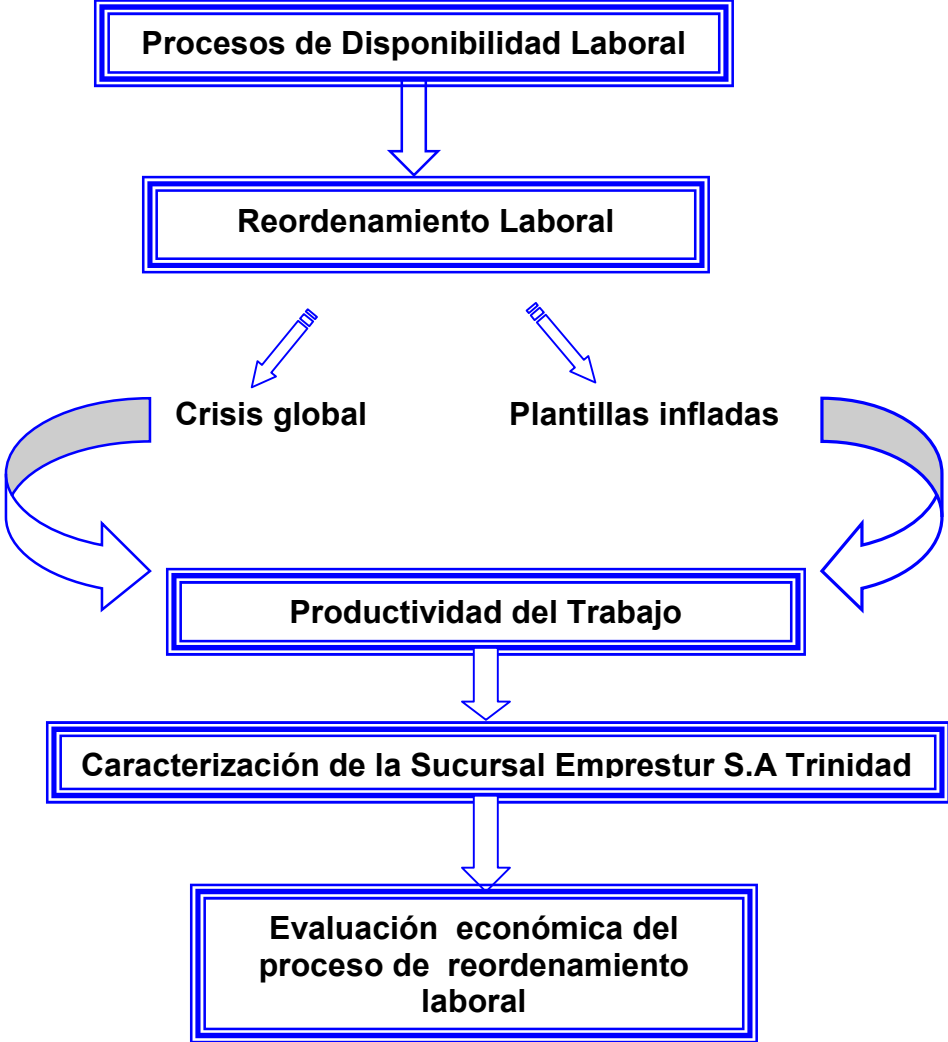 Procesos de Disponibilidad Laboral
Reordenamiento Laboral
Crisis global
Plantillas infladas
Productividad del Trabajo
Caracterización de la Sucursal Emprestur S.A Trinidad
Evaluación económica del
proceso de reordenamiento
laboral